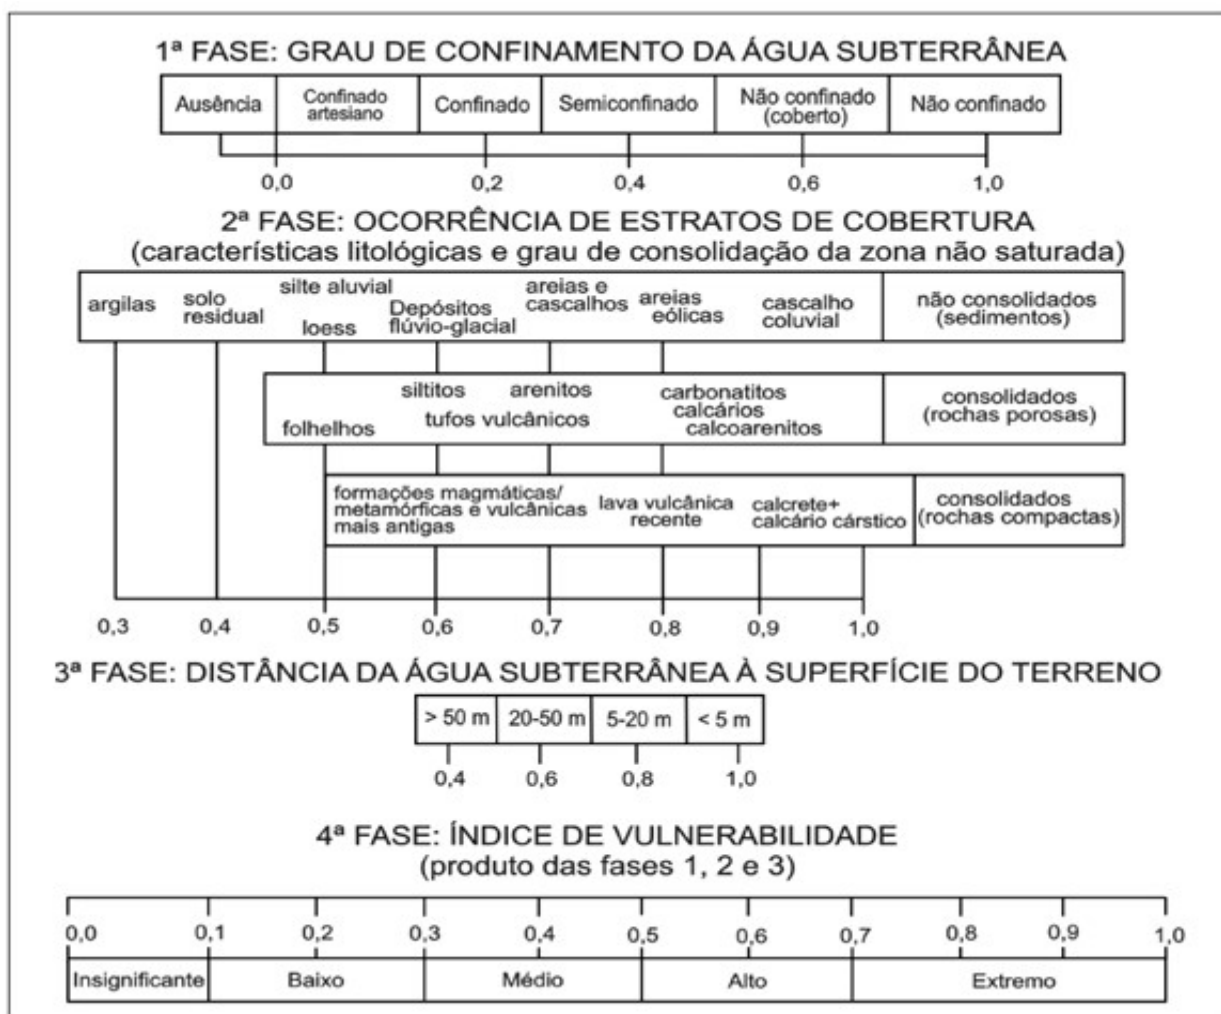 1ª FASE: GRAU DE CONFINAMENTO DA ÁGUA SUBTERRÂNEA
Ausência
Confinado
artesiano
Confinado
Semiconfinado
Não confinado
(coberto)
Não confinado
0,0 0,2 0,4 0,6 1,0
2ª FASE: OCORRÊNCIA DE ESTRATOS DE COBERTURA
(características litológicas e grau de consolidação da zona não saturada)
argilas
solo
residual
silte aluvial
loess
Depósitos
flúvio-glacial
areias e
cascalhos
areias
eólicas
cascalho
coluvial
não consolidados
(sedimentos)
folhelhos
siltitos
tufos vulcânicos
arenitos
carbonatitos
calcários
calcoarenitos
consolidados
(rochas porosas)
formações magmáticas/
metamórficas e vulcânicas
mais antigas
lava vulcânica
recente
calcrete+
calcário cárstico
consolidados
(rochas compactas)
0,3 0,4 0,5 0,6 0,7 0,8 0,9 1,0
3ª FASE: DISTÂNCIA DA ÁGUA SUBTERRÂNEA À SUPERFÍCIE DO TERRENO
> 50 m 20-50 m 5-20 m < 5 m
0,4 0,6 0,8 1,0
4ª FASE: ÍNDICE DE VULNERABILIDADE
(produto das fases 1, 2 e 3)
0,0 0,1 0,2 0,3 0,4 0,5 0,6 0,7 0,8 0,9 1,0
Insignificante Baixo Médio Alto Extremo